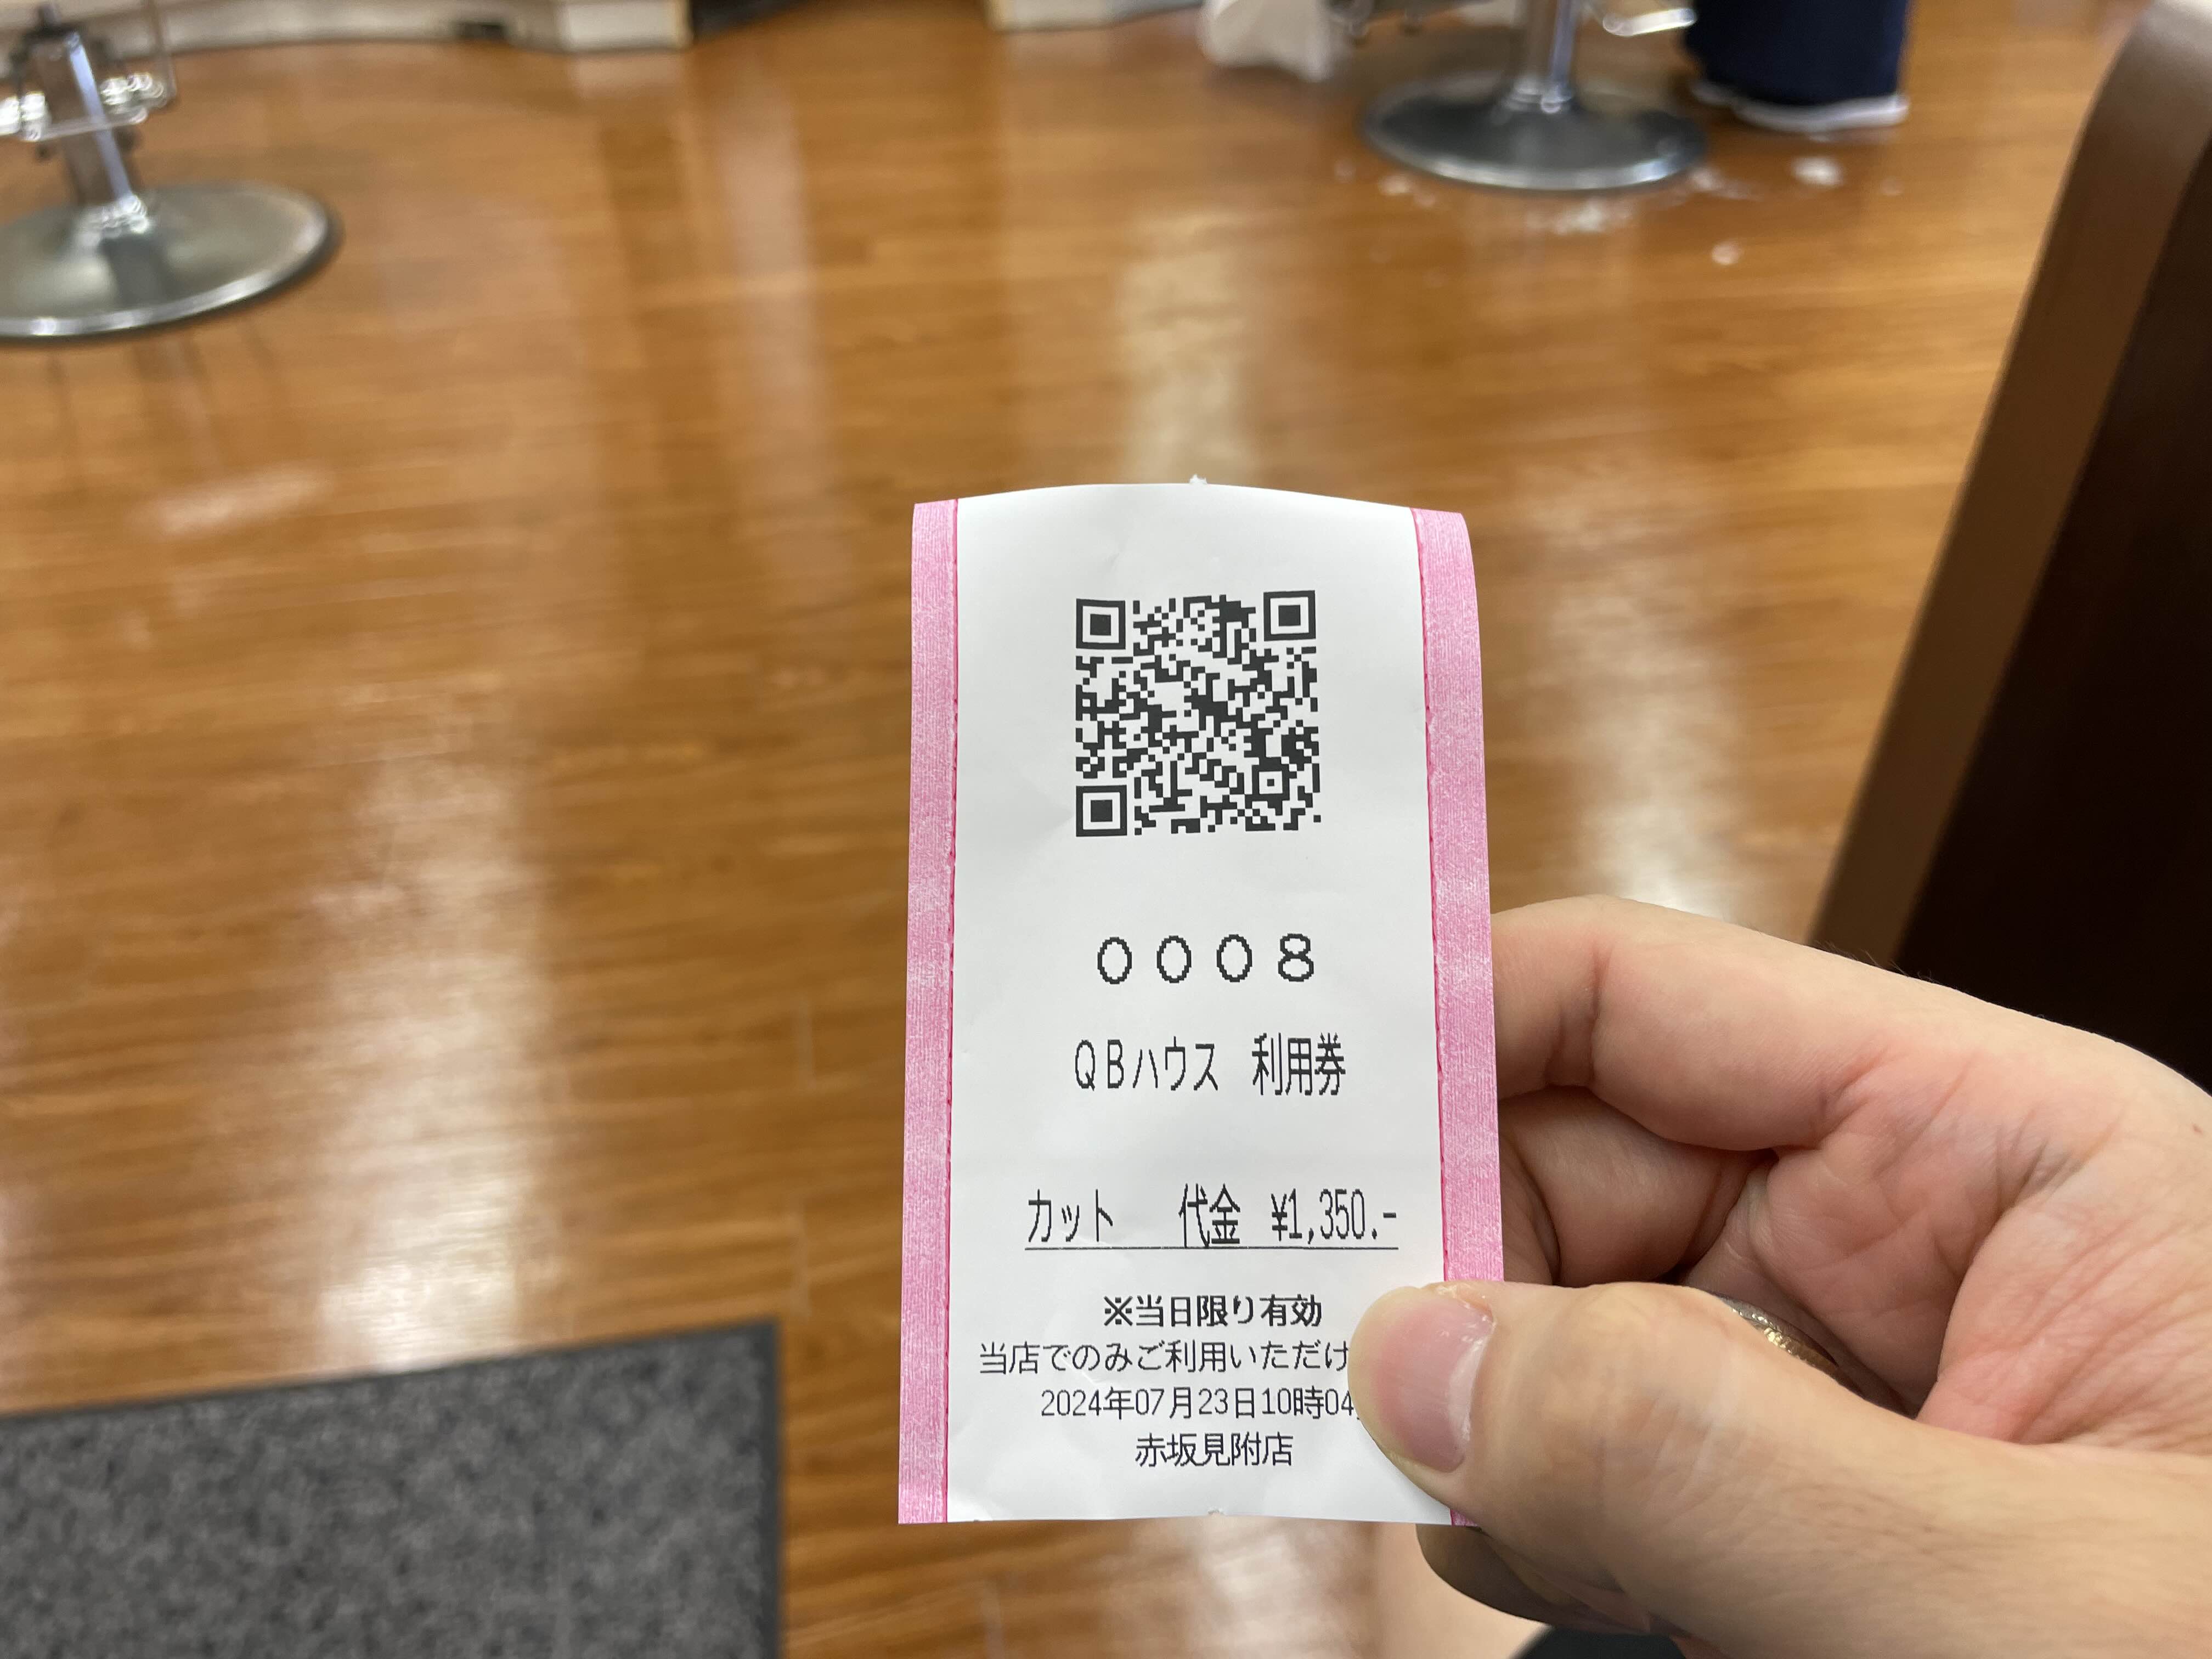 0008
QBハウス 利用券
カット 代金 ¥1,350.-
※当日限り有効
当店でのみご利用いただけ
2024年07月23日10時04
赤坂見附店